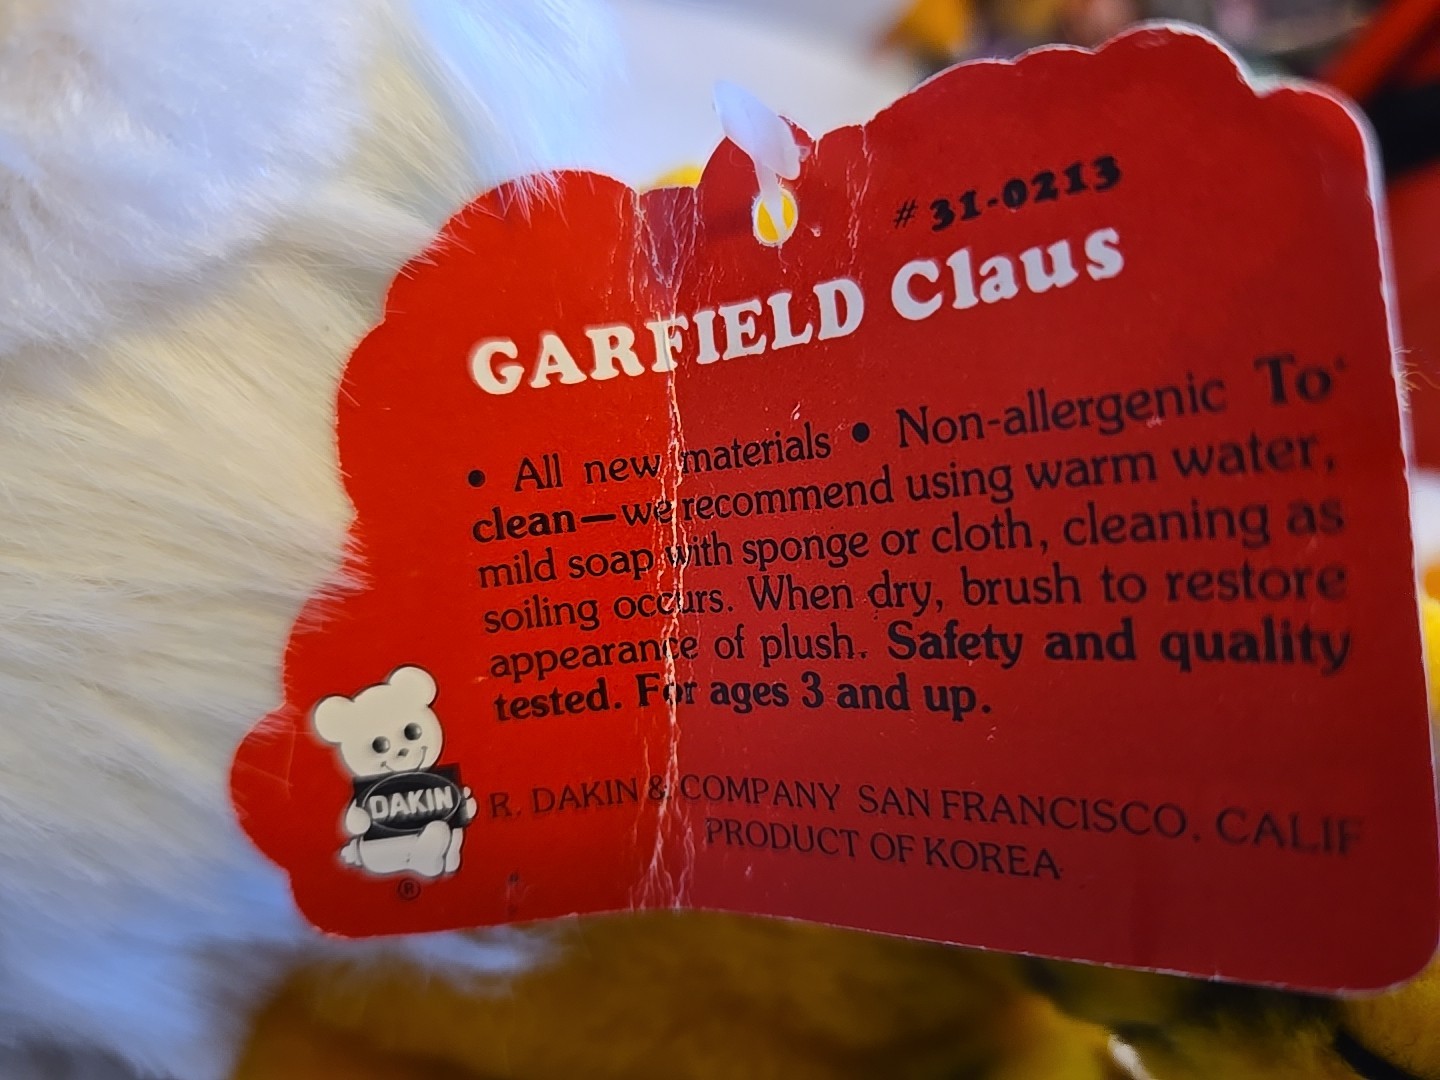 # 31-0213
GARFIELD Claus
• All new materials • Non-allergenic To
clean—we recommend using warm water,
mild soap with sponge or cloth, cleaning as
soiling occurs. When dry, brush to restore
appearance of plush. Safety and quality
tested. For ages 3 and up.
DAKIN
®
R. DAKIN & COMPANY SAN FRANCISCO, CALIF
PRODUCT OF KOREA